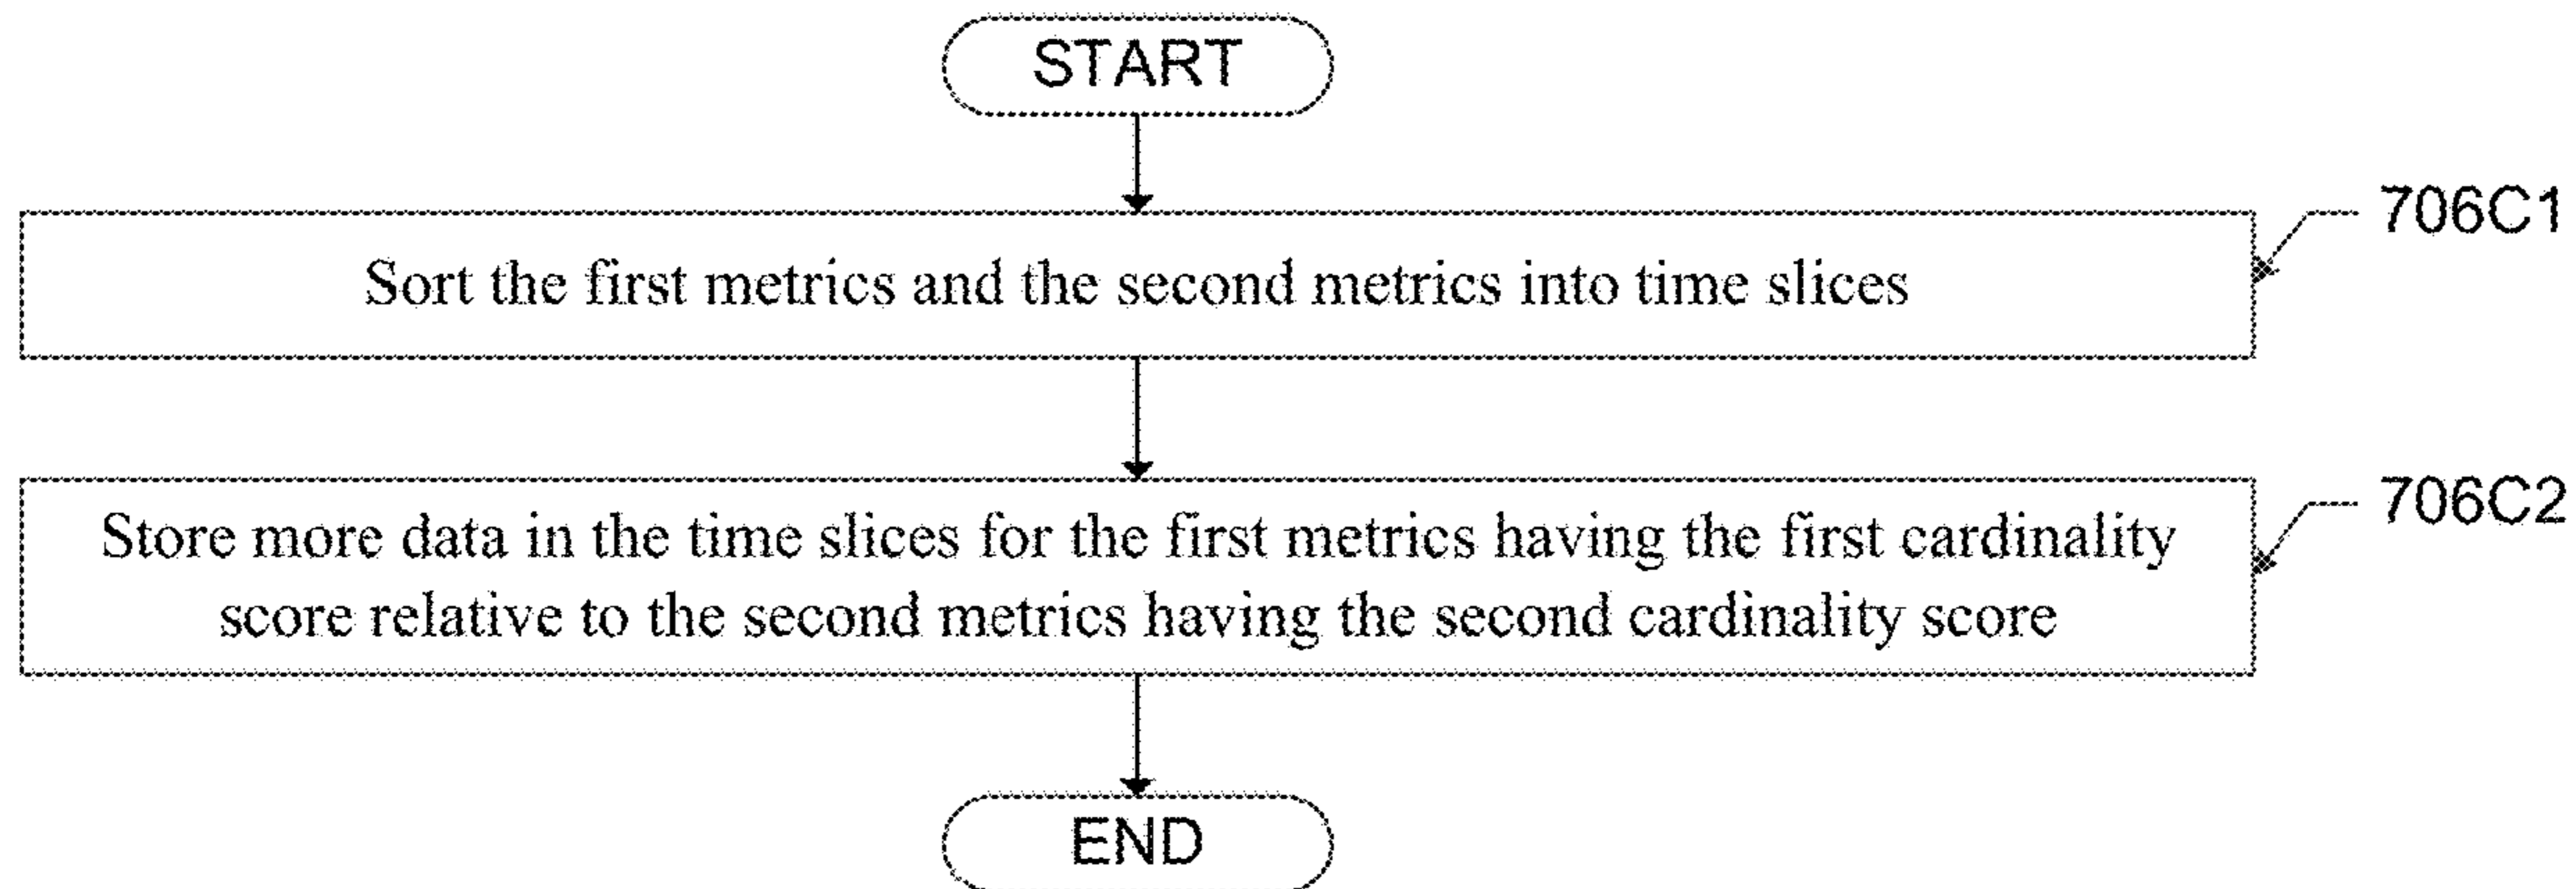 START
Sort the first metrics and the second metrics into time slices
706C1
Store more data in the time slices for the first metrics having the first cardinality
score relative to the second metrics having the second cardinality score
706C2
END